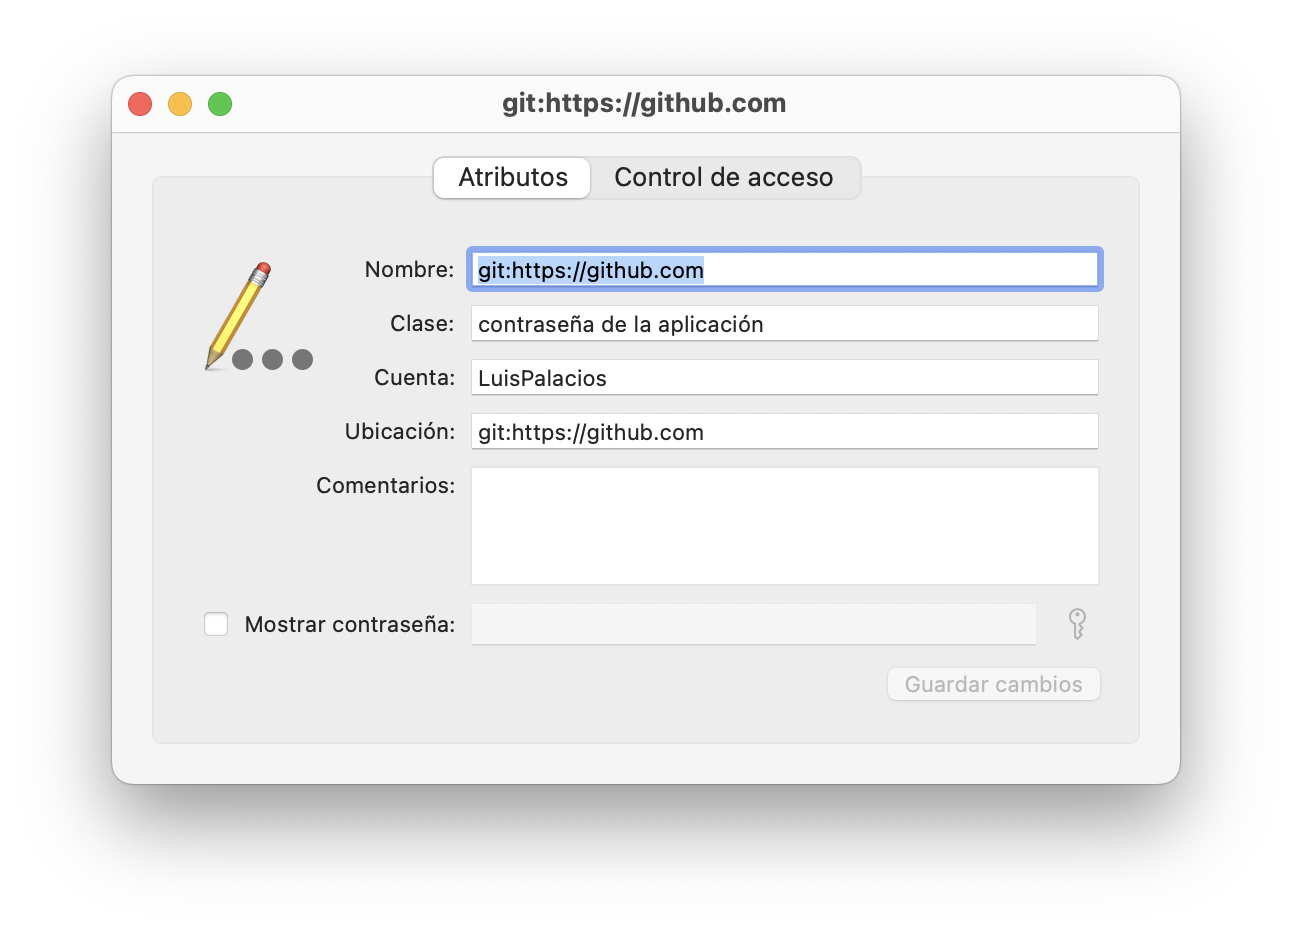 git:https://github.com
Atributos
Control de acceso
Nombre: git:https://github.com
Clase: contraseña de la aplicación
Cuenta: LuisPalacios
Ubicación: git:https://github.com
Comentarios:
Mostrar contraseña:
Guardar cambios